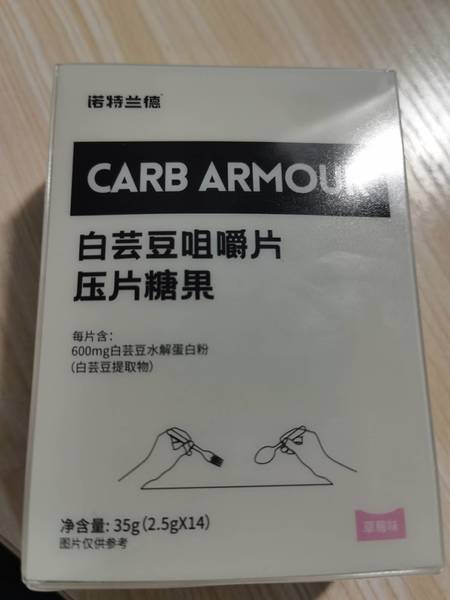 诺特兰德
CARB ARMOUR
白芸豆咀嚼片
压片糖果
每片含：
600mg白芸豆水解蛋白粉
（白芸豆提取物）
净含量: 35g（2.5gX14）
图片仅供参考
草莓味